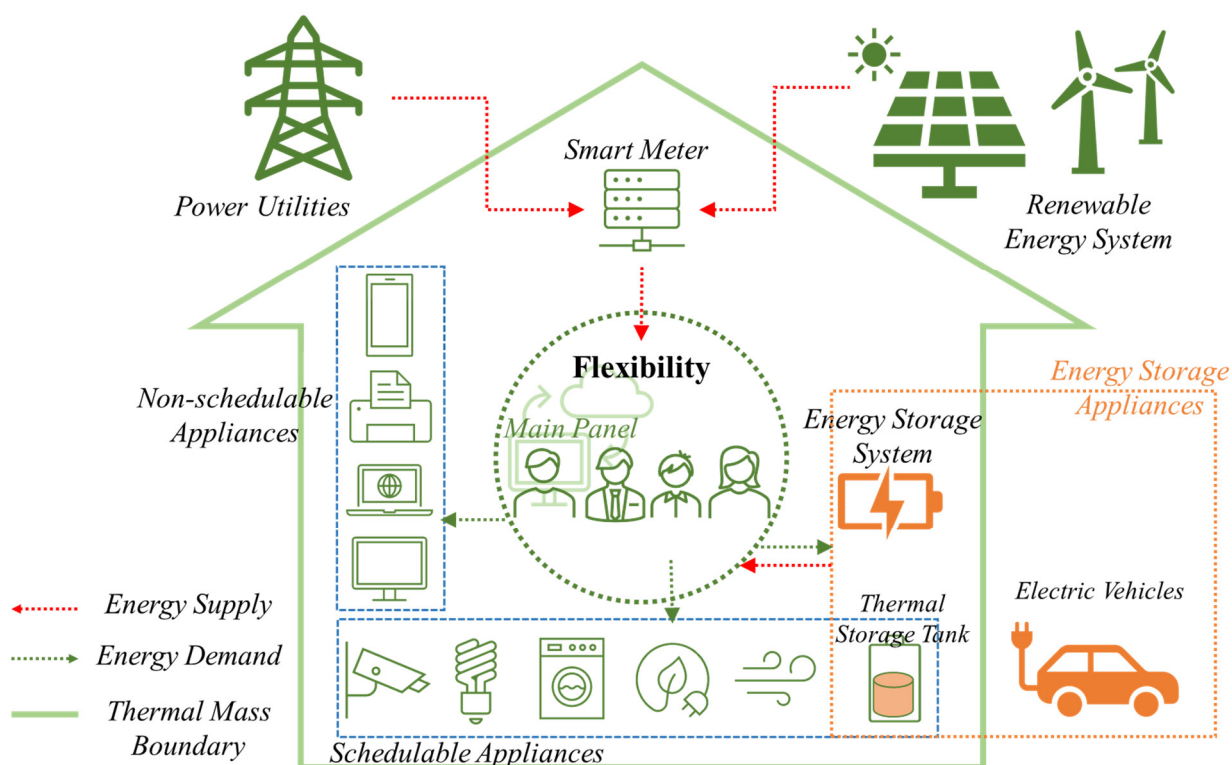 Power Utilities
Smart Meter
Renewable
Energy System
Non-schedulable
Appliances
Flexibility
Main Panel
Energy Storage
System
Energy Storage
Appliances
Thermal
Storage Tank
Electric Vehicles
Schedulable Appliances
Energy Supply
Energy Demand
Thermal Mass
Boundary